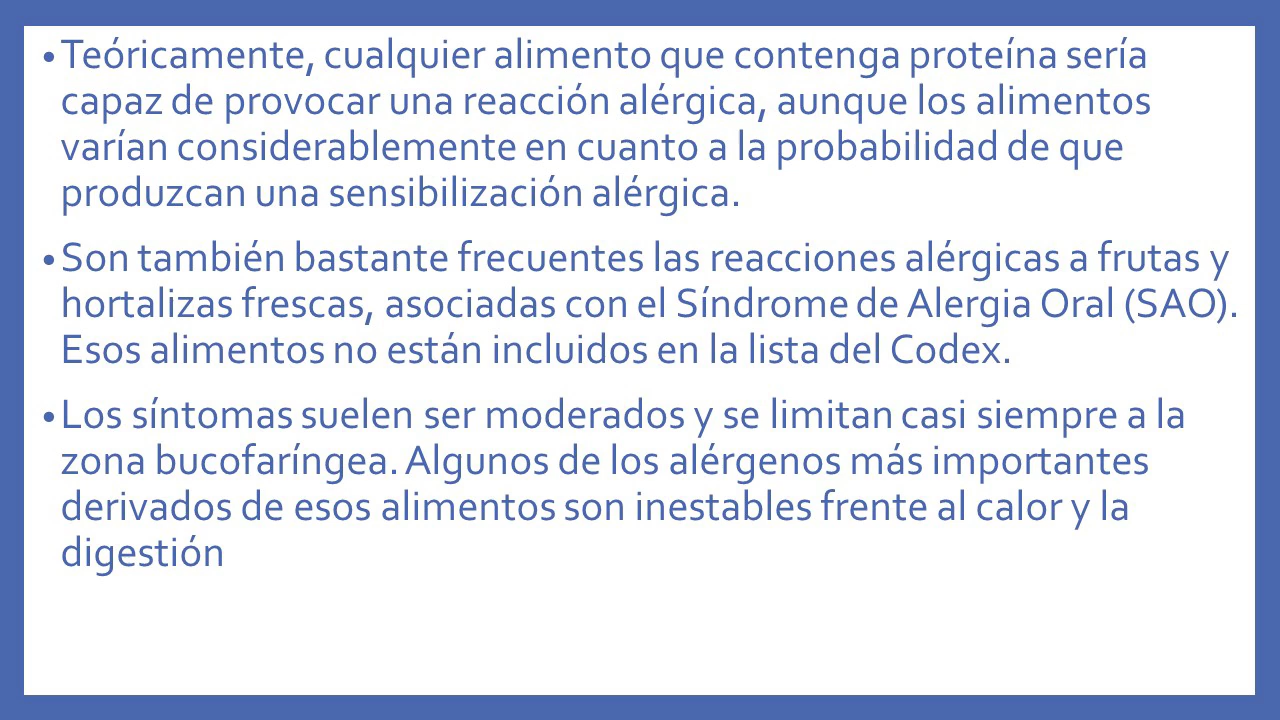 • Teóricamente, cualquier alimento que contenga proteína sería
capaz de provocar una reacción alérgica, aunque los alimentos
varían considerablemente en cuanto a la probabilidad de que
produzcan una sensibilización alérgica.
• Son también bastante frecuentes las reacciones alérgicas a frutas y
hortalizas frescas, asociadas con el Síndrome de Alergia Oral (SAO).
Esos alimentos no están incluidos en la lista del Codex.
• Los síntomas suelen ser moderados y se limitan casi siempre a la
zona bucofaríngea. Algunos de los alérgenos más importantes
derivados de esos alimentos son inestables frente al calor y la
digestión